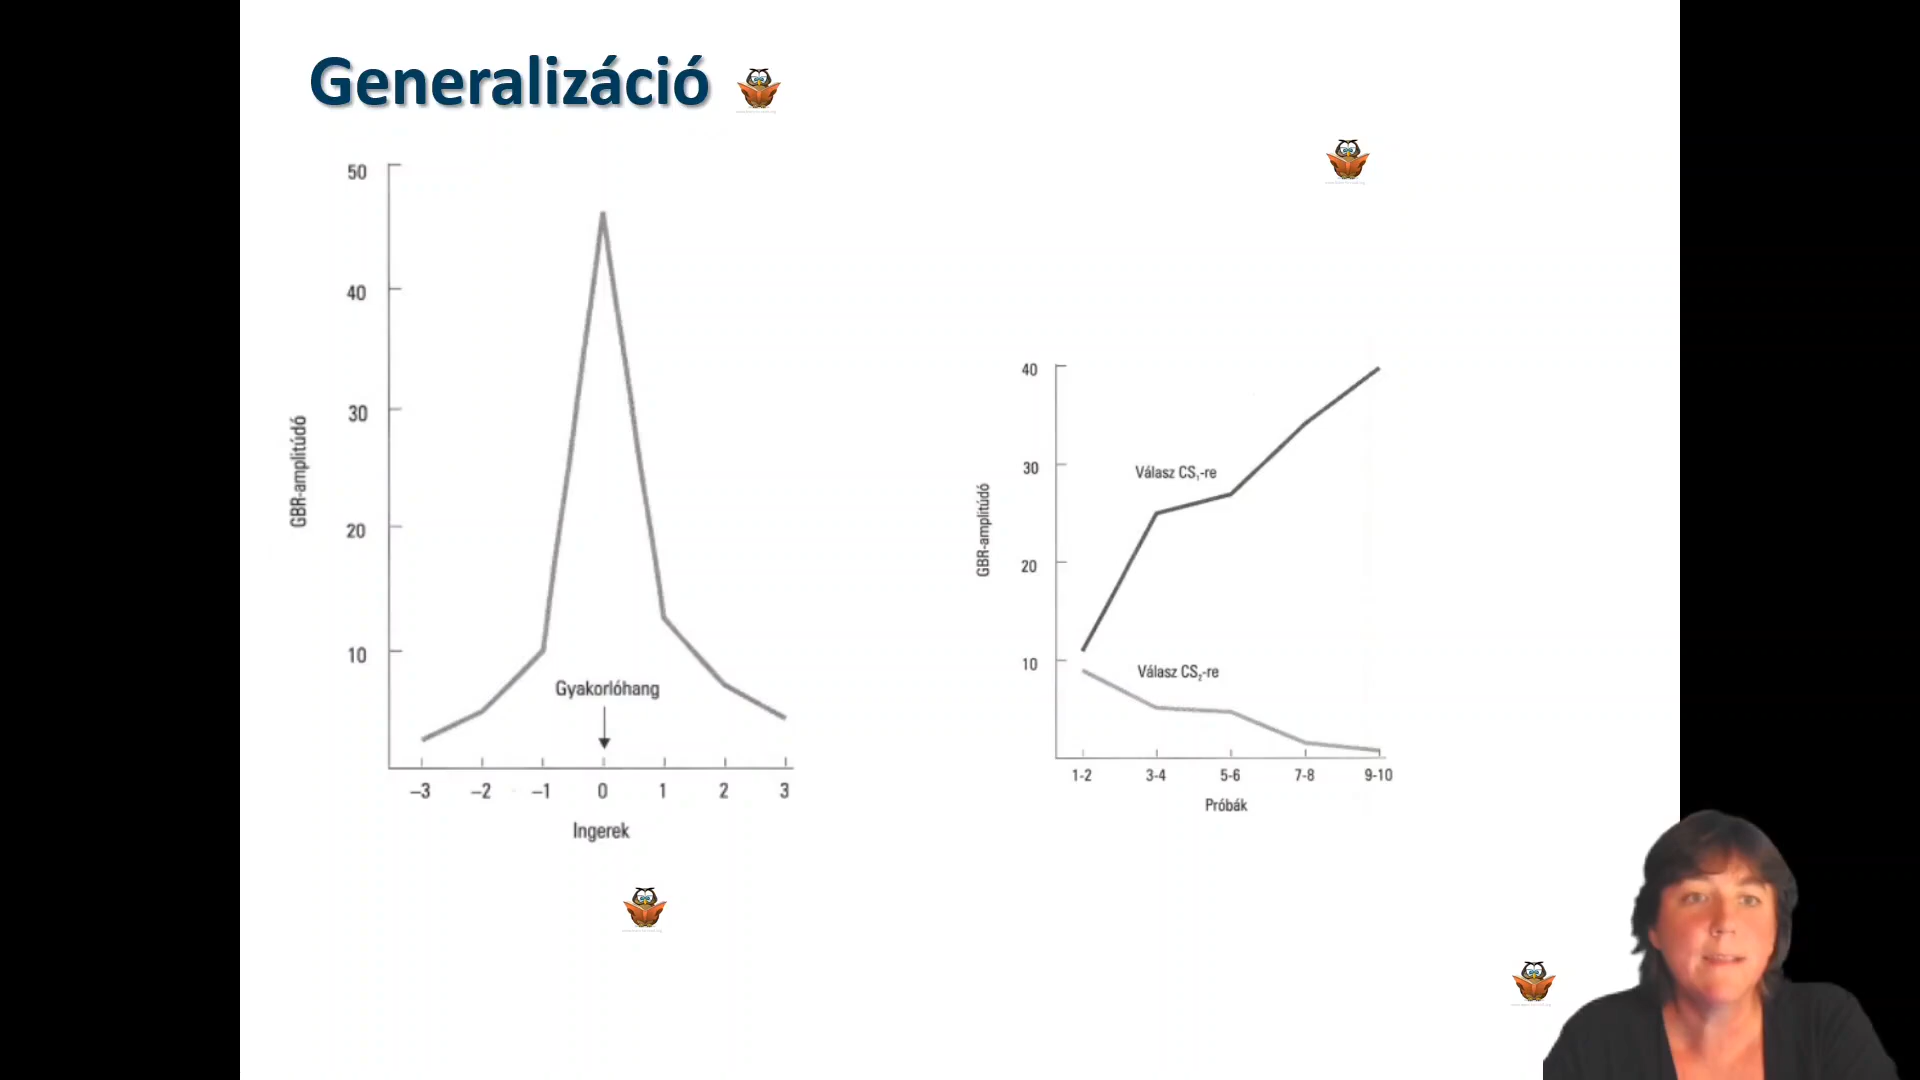 Generalizáció
50
40
30
20
10
GBR-amplitúdó
Gyakorlóhang
–3 –2 –1 0 1 2 3
Ingerek
40
30
20
10
GBR-amplitúdó
Válasz CS₁-re
Válasz CS₂-re
1-2 3-4 5-6 7-8 9-10
Próbák